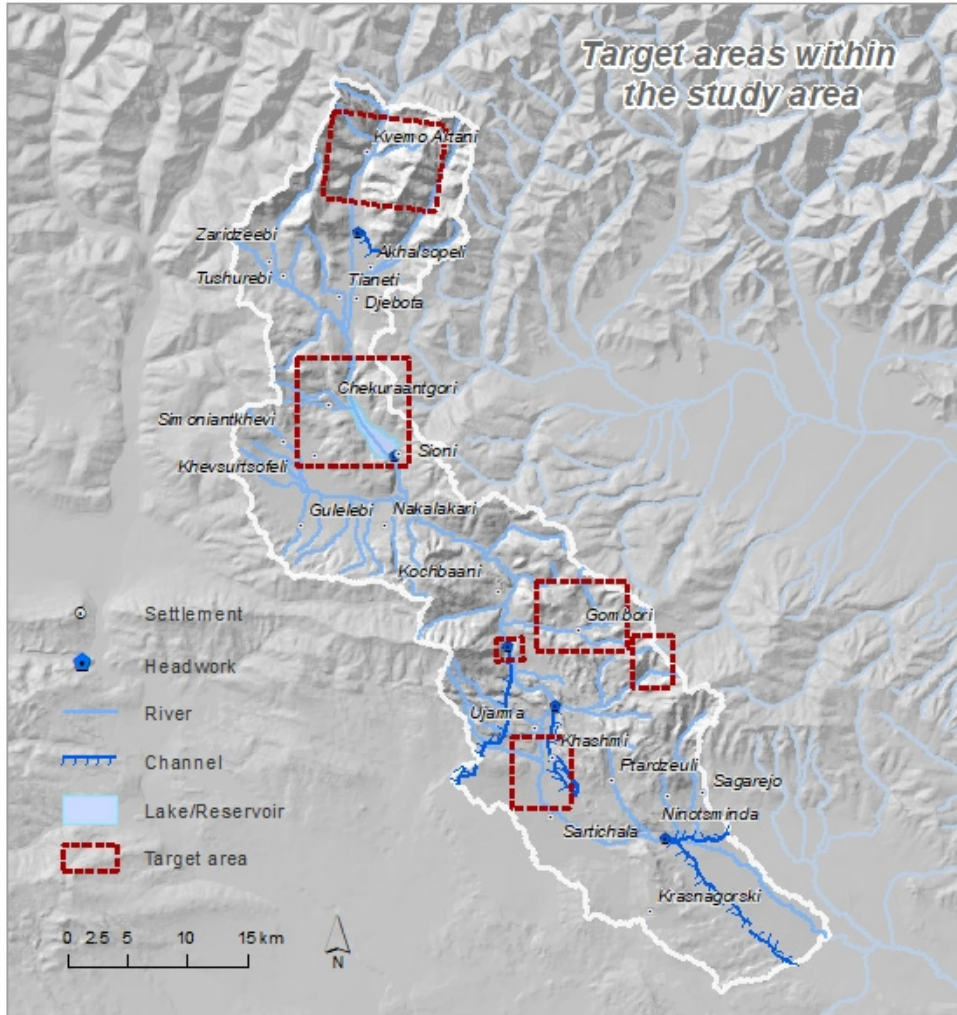 Target areas within
the study area
Kvemo Artani
Zaridzeebi
Akhalsopeli
Tushurebi
Tianeti
Djebota
Chekuraantgori
Simoniantkhevi
Sioni
Khevsurtsofeli
Gulelebi
Nakalakari
Kochbaani
Gombori
Ujarma
Khashmi
Ptardzeuli
Sagarejo
Ninotsminda
Sartichala
Krasnagorski
Settlement
Headwork
River
Channel
Lake/Reservoir
Target area
0 2.5 5 10 15 km
N